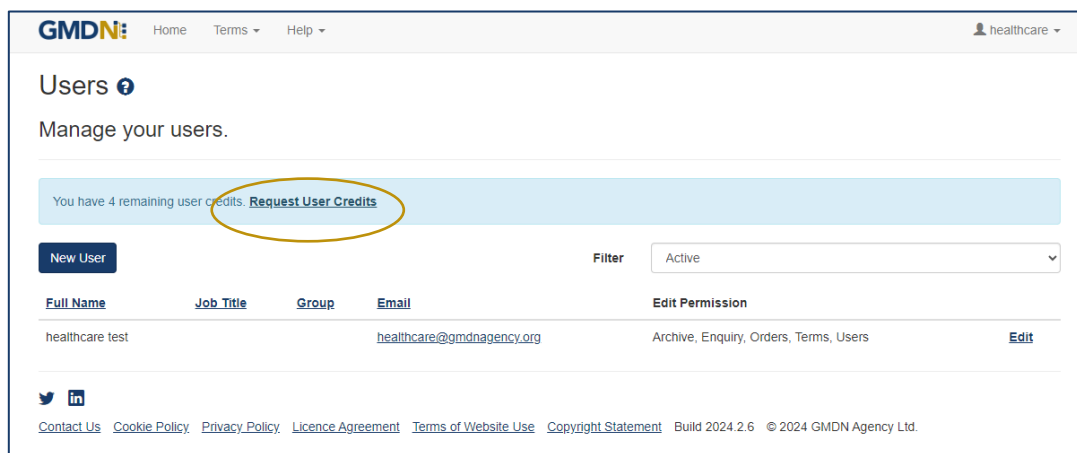 GMDN Home Terms Help healthcare
Users ?
Manage your users.
You have 4 remaining user credits. Request User Credits
New User Filter Active
Full Name Job Title Group Email Edit Permission
healthcare test healthcare@gmdnagency.org Archive, Enquiry, Orders, Terms, Users Edit
in
Contact Us Cookie Policy Privacy Policy Licence Agreement Terms of Website Use Copyright Statement Build 2024.2.6 © 2024 GMDN Agency Ltd.